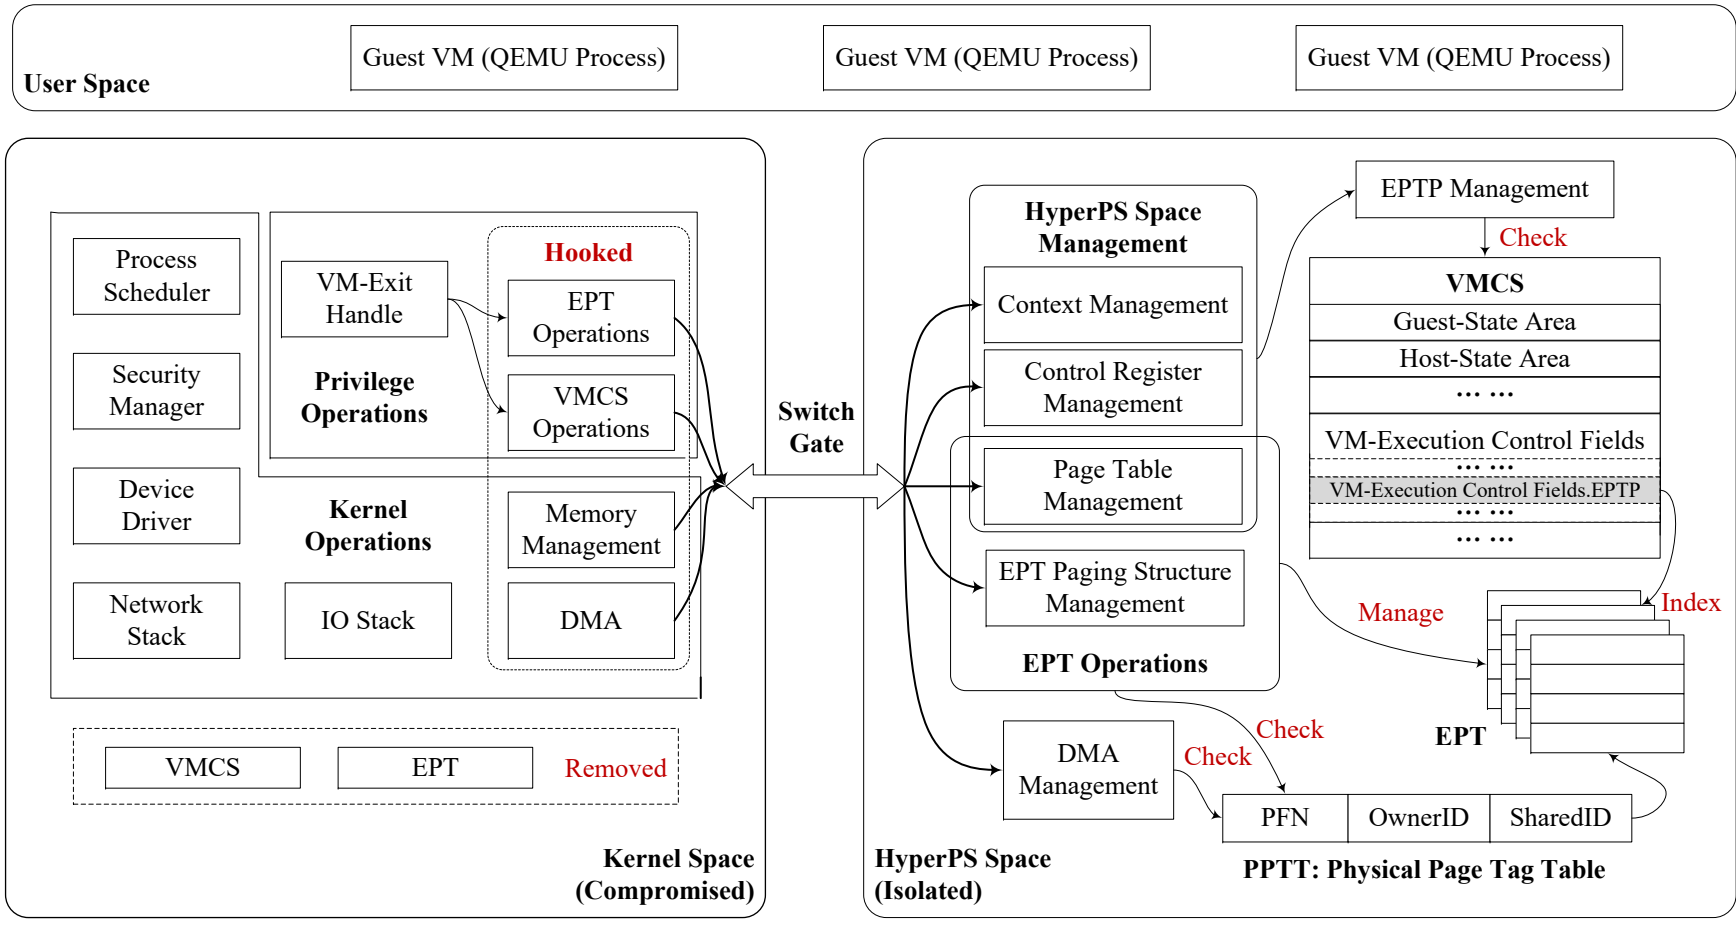 Guest VM (QEMU Process)
Guest VM (QEMU Process)
Guest VM (QEMU Process)
User Space
Process
Scheduler
Security
Manager
Device
Driver
Network
Stack
VM-Exit
Handle
Privilege
Operations
Hooked
EPT
Operations
VMCS
Operations
Kernel
Operations
Memory
Management
IO Stack
DMA
VMCS
EPT
Removed
Kernel Space
(Compromised)
Switch
Gate
HyperPS Space
Management
Context Management
Control Register
Management
Page Table
Management
EPT Paging Structure
Management
EPT Operations
DMA
Management
HyperPS Space
(Isolated)
EPTP Management
Check
VMCS
Guest-State Area
Host-State Area
... ...
VM-Execution Control Fields
... ...
VM-Execution Control Fields.EPTP
... ...
... ...
Manage
Index
EPT
Check
Check
PFN
OwnerID
SharedID
PPTT: Physical Page Tag Table